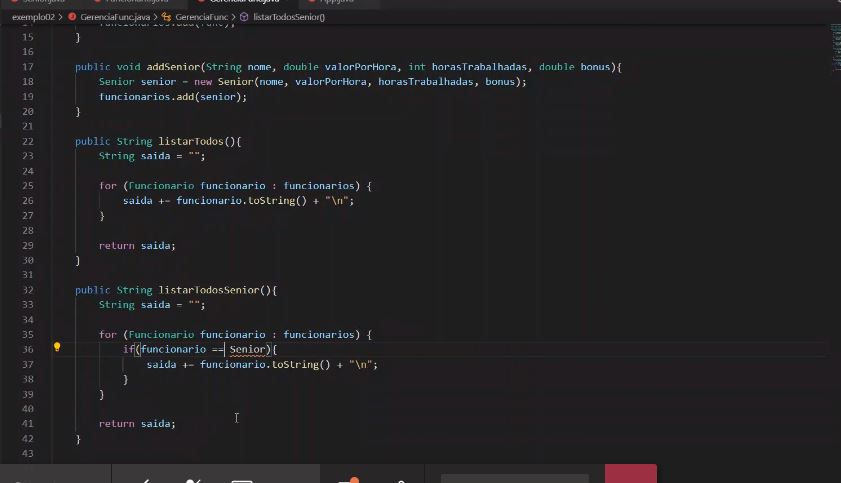 GerenciaFunc.java
exemplo02 > GerenciaFunc.java > GerenciaFunc > listarTodosSenior()
15 }
16
17 public void addSenior(String nome, double valorPorHora, int horasTrabalhadas, double bonus){
18 Senior senior = new Senior(nome, valorPorHora, horasTrabalhadas, bonus);
19 funcionarios.add(senior);
20 }
21
22 public String listarTodos(){
23 String saida = "";
24
25 for (Funcionario funcionario : funcionarios) {
26 saida += funcionario.toString() + "\n";
27 }
28
29 return saida;
30 }
31
32 public String listarTodosSenior(){
33 String saida = "";
34
35 for (Funcionario funcionario : funcionarios) {
36 if(funcionario == Senior){
37 saida += funcionario.toString() + "\n";
38 }
39 }
40
41 return saida;
42 }
43